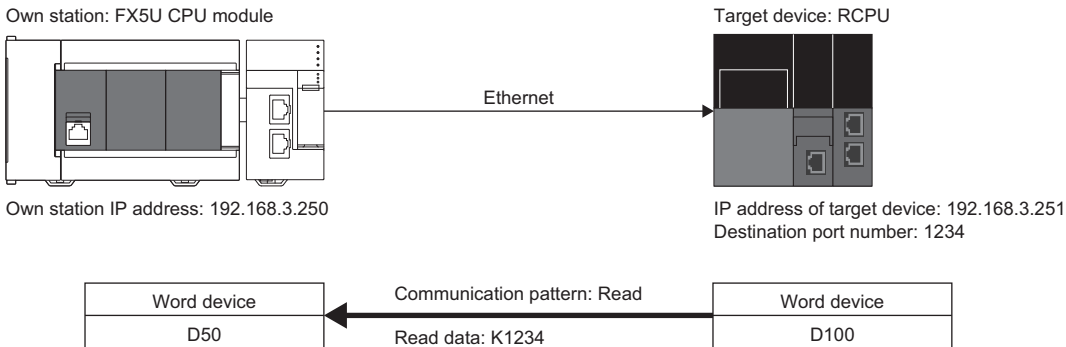 Own station: FX5U CPU module
Target device: RCPU
Ethernet
Own station IP address: 192.168.3.250
IP address of target device: 192.168.3.251
Destination port number: 1234
Word device
Communication pattern: Read
Word device
D50
Read data: K1234
D100